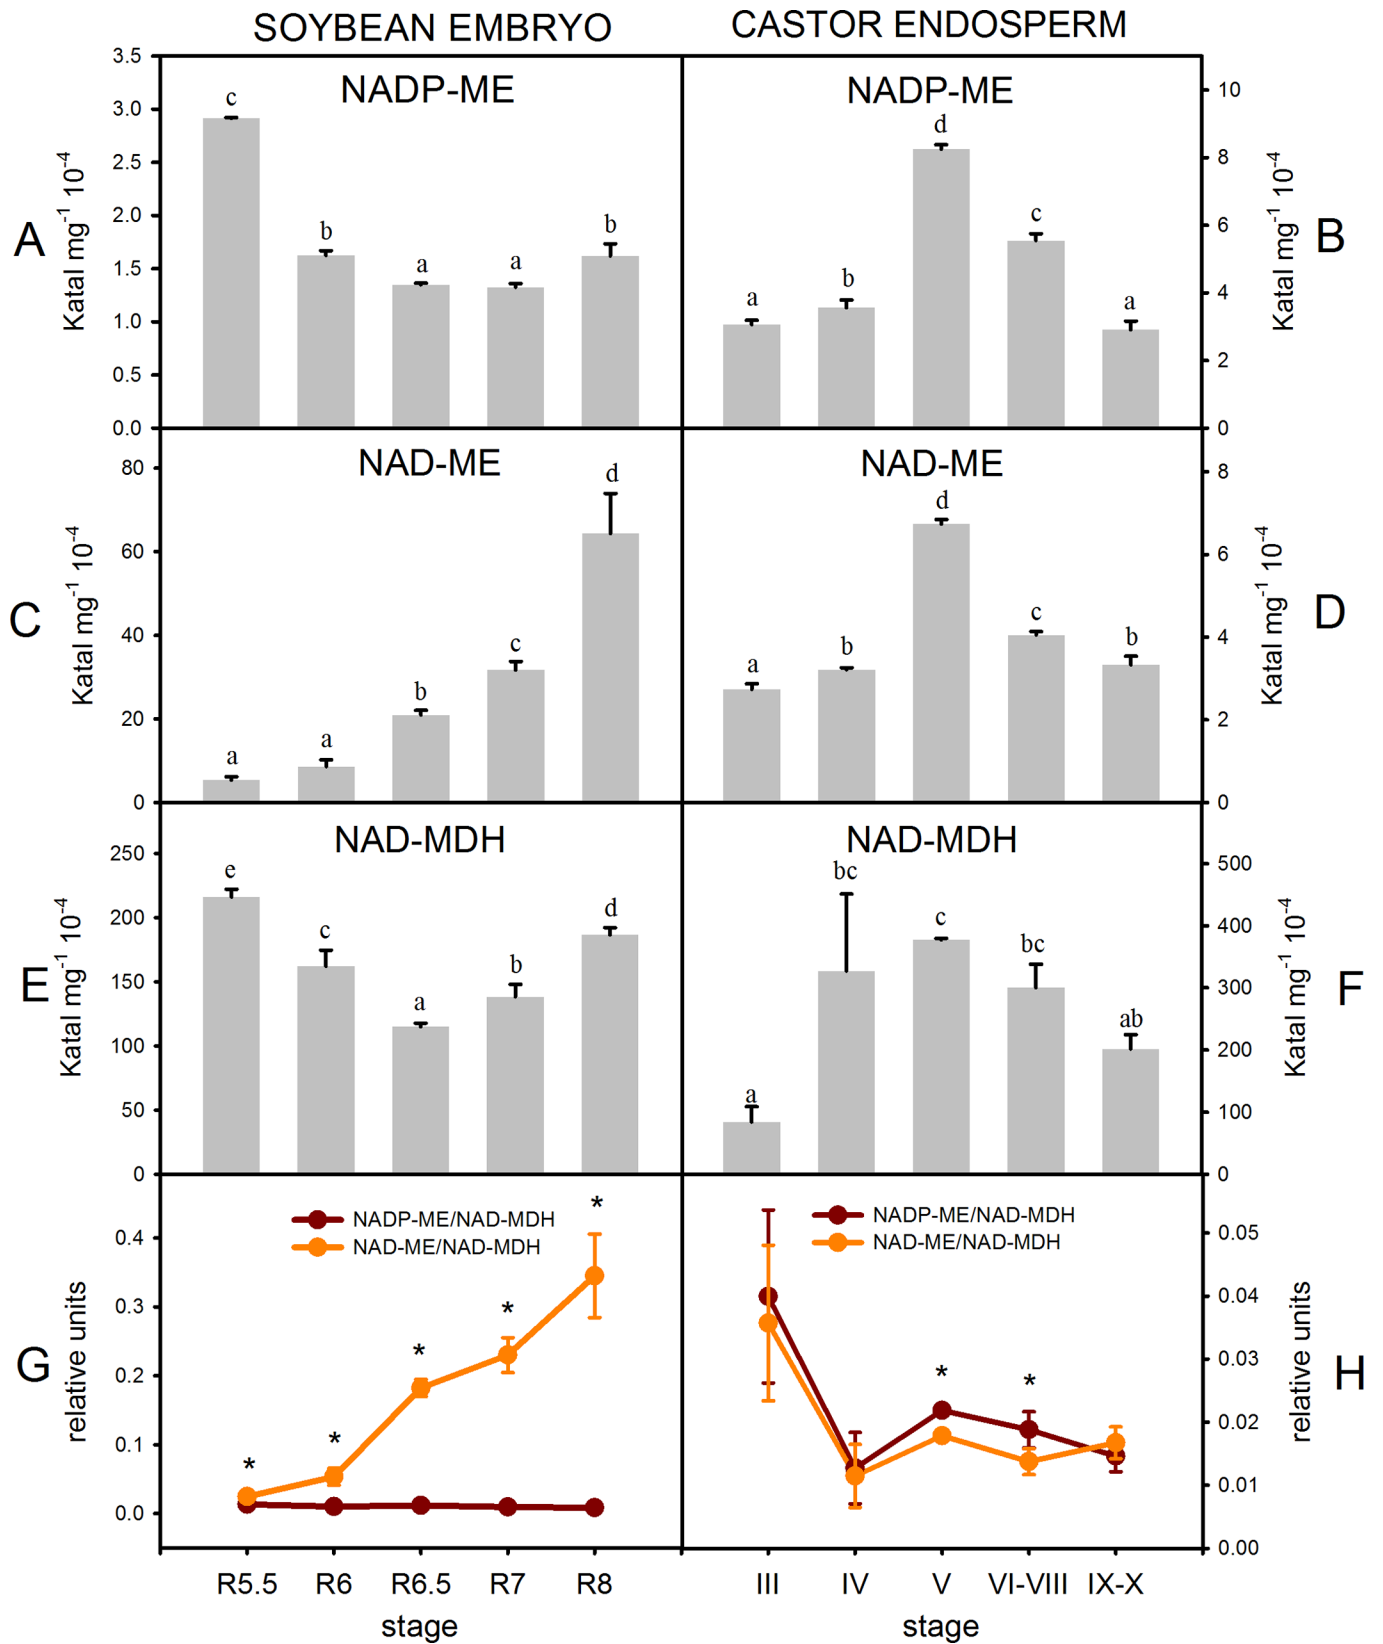 SOYBEAN EMBRYO CASTOR ENDOSPERM
A
Katal mg-1 10-4
3.5
3.0
2.5
2.0
1.5
1.0
0.5
0.0
NADP-ME
c b a a b
NADP-ME
a b d c a
10
8
6
4
2
0
Katal mg-1 10-4
B
C
Katal mg-1 10-4
80
60
40
20
0
NAD-ME
a a b c d
NAD-ME
a b d c b
8
6
4
2
0
Katal mg-1 10-4
D
E
Katal mg-1 10-4
250
200
150
100
50
0
NAD-MDH
e c a b d
NAD-MDH
a bc c bc ab
500
400
300
200
100
0
Katal mg-1 10-4
F
G
relative units
0.4
0.3
0.2
0.1
0.0
NADP-ME/NAD-MDH
NAD-ME/NAD-MDH
* * * * *
R5.5 R6 R6.5 R7 R8
stage
NADP-ME/NAD-MDH
NAD-ME/NAD-MDH
* *
0.05
0.04
0.03
0.02
0.01
0.00
relative units
H
III IV V VI-VIII IX-X
stage